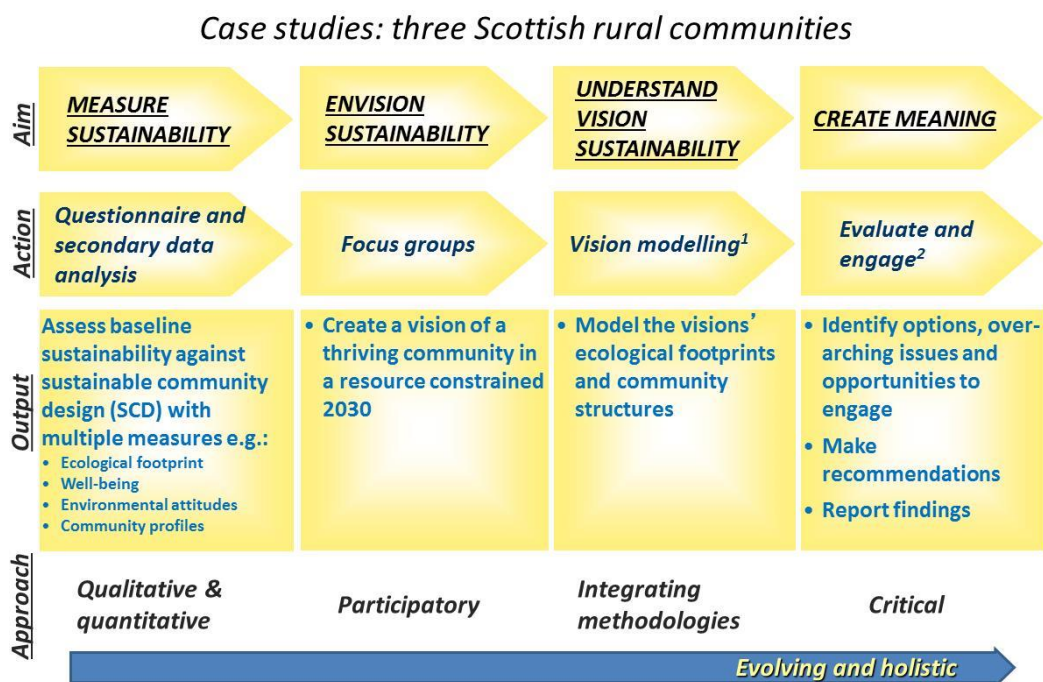 Case studies: three Scottish rural communities
Aim
MEASURE
SUSTAINABILITY
ENVISION
SUSTAINABILITY
UNDERSTAND
VISION
SUSTAINABILITY
CREATE MEANING
Action
Questionnaire and
secondary data
analysis
Focus groups
Vision modelling¹
Evaluate and
engage²
Output
Assess baseline
sustainability against
sustainable community
design (SCD) with
multiple measures e.g.:
• Ecological footprint
• Well-being
• Environmental attitudes
• Community profiles
• Create a vision of a
thriving community in
a resource constrained
2030
• Model the visions’
ecological footprints
and community
structures
• Identify options, over-
arching issues and
opportunities to
engage
• Make
recommendations
• Report findings
Approach
Qualitative &
quantitative
Participatory
Integrating
methodologies
Critical
Evolving and holistic